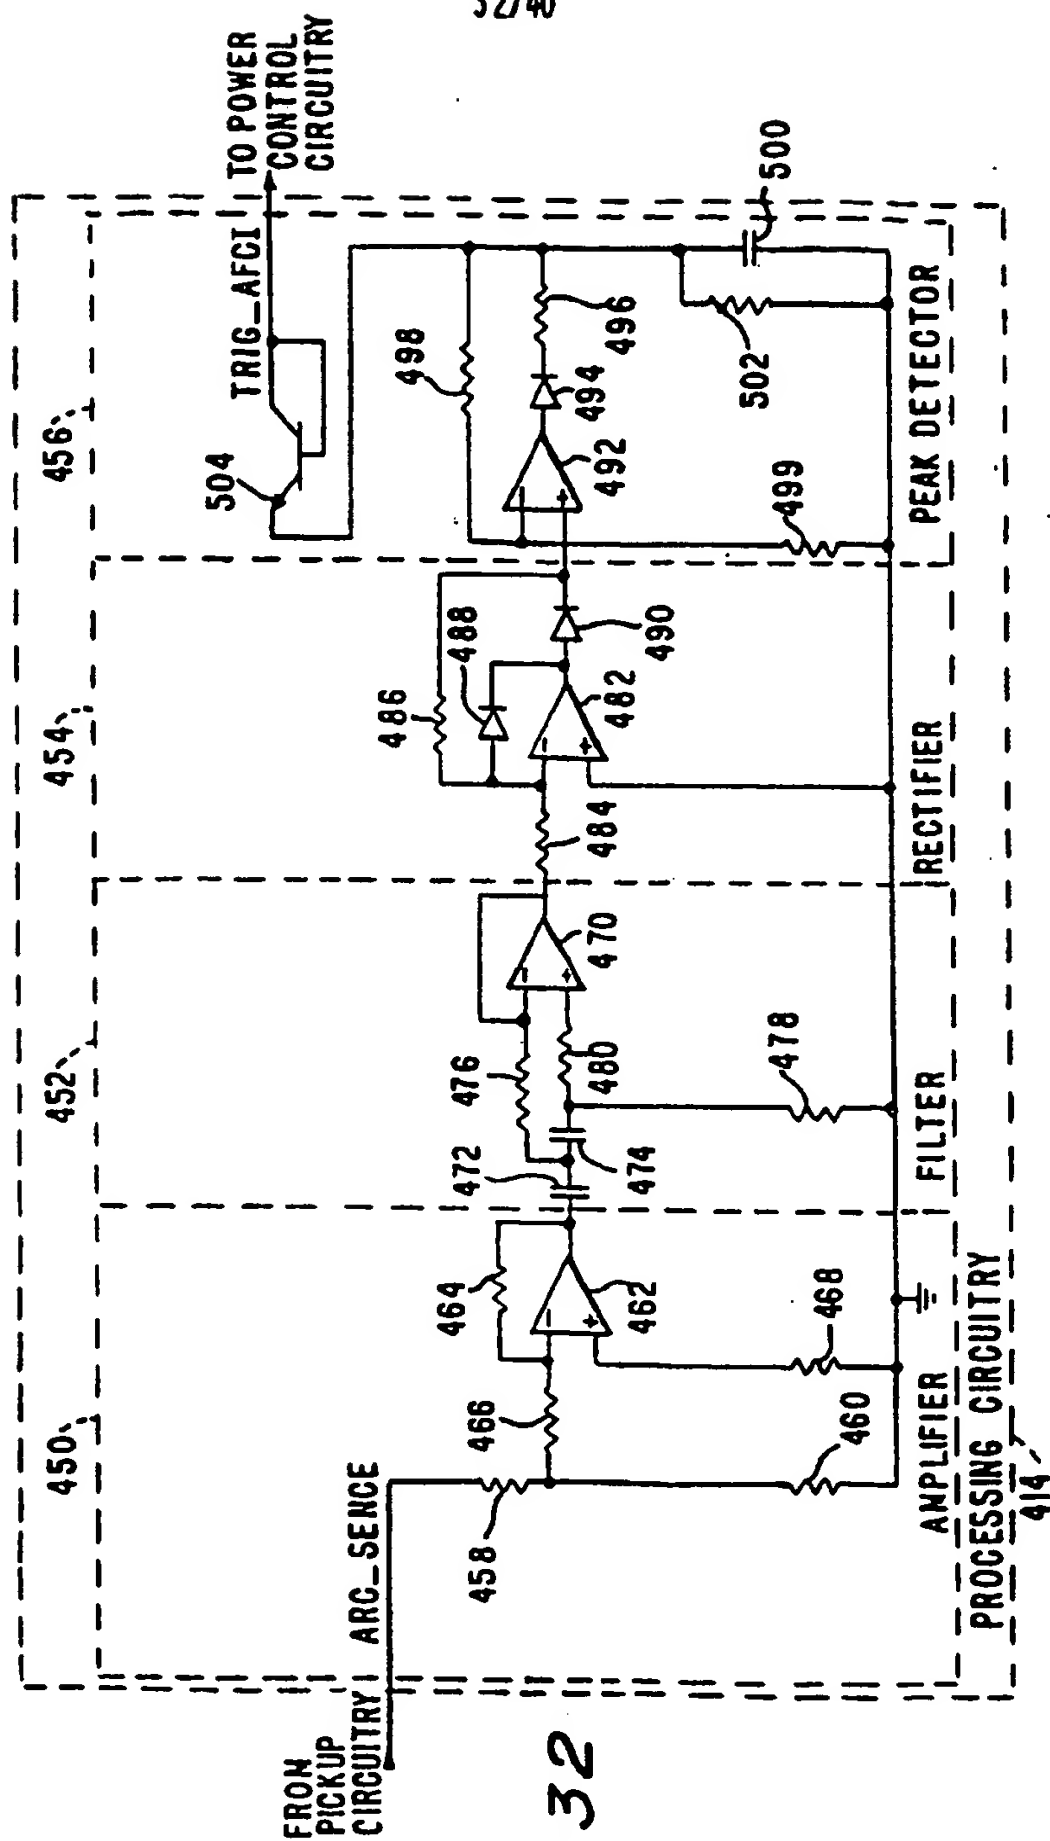 32/40
FROM
PICKUP
CIRCUITRY
ARC_SENCE
TO POWER
CONTROL
CIRCUITRY
TRIG_AFCI
450
452
454
456
458
460
462
464
466
468
470
472
474
476
478
480
482
484
486
488
490
492
494
496
498
499
500
502
504
- +
- +
- +
- +
AMPLIFIER
FILTER
RECTIFIER
PEAK DETECTOR
PROCESSING CIRCUITRY
414
32